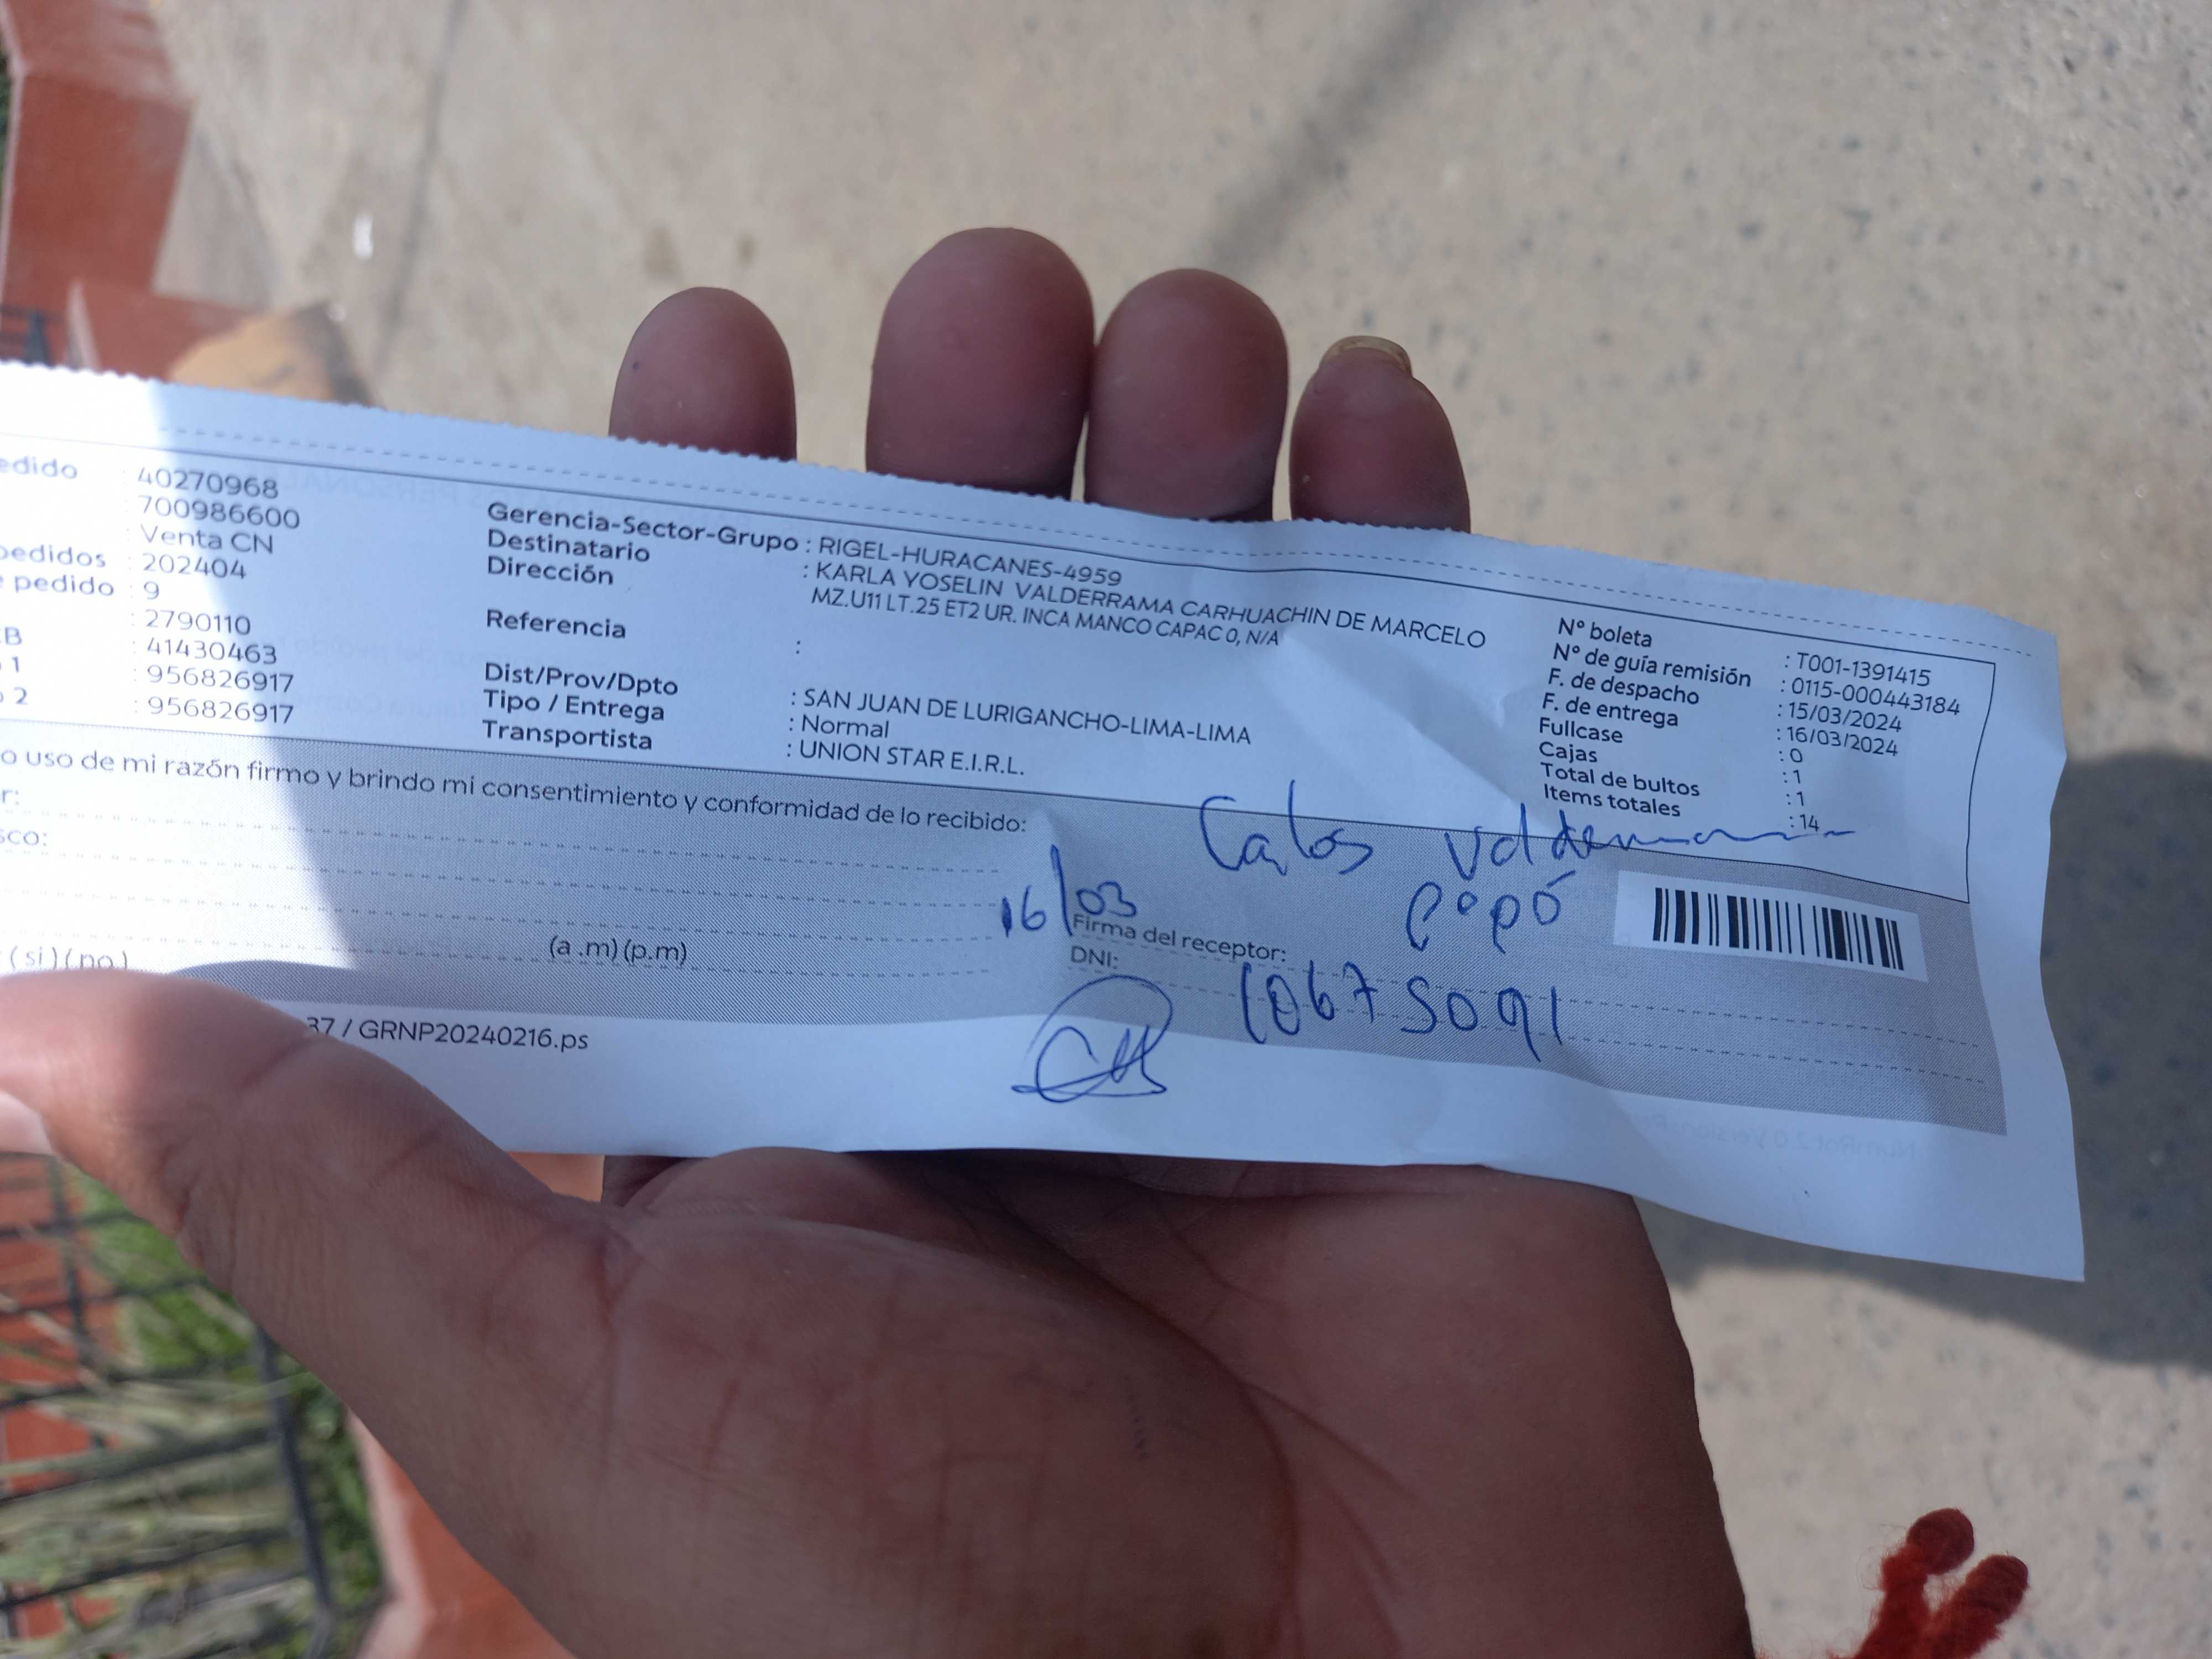 edido : 40270968
: 700986600
: Venta CN
pedidos : 202404
e pedido : 9
: 2790110
CB : 41430463
o 1 : 956826917
o 2 : 956826917
Gerencia-Sector-Grupo : RIGEL-HURACANES-4959
Destinatario : KARLA YOSELIN VALDERRAMA CARHUACHIN DE MARCELO
Dirección MZ.U11 LT.25 ET2 UR. INCA MANCO CAPAC 0, N/A
Referencia :
Dist/Prov/Dpto : SAN JUAN DE LURIGANCHO-LIMA-LIMA
Tipo / Entrega : Normal
Transportista : UNION STAR E.I.R.L.
Nº boleta : T001-1391415
Nº de guía remisión : 0115-000443184
F. de despacho : 15/03/2024
F. de entrega : 16/03/2024
Fullcase : 0
Cajas : 1
Total de bultos : 1
Items totales : 14
o uso de mi razón firmo y brindo mi consentimiento y conformidad de lo recibido:
r:
sco:
(a .m) (p.m)
( si ) ( no )
Calos
papá
16/03
Firma del receptor:
DNI: 10675091
37 / GRNP20240216.ps